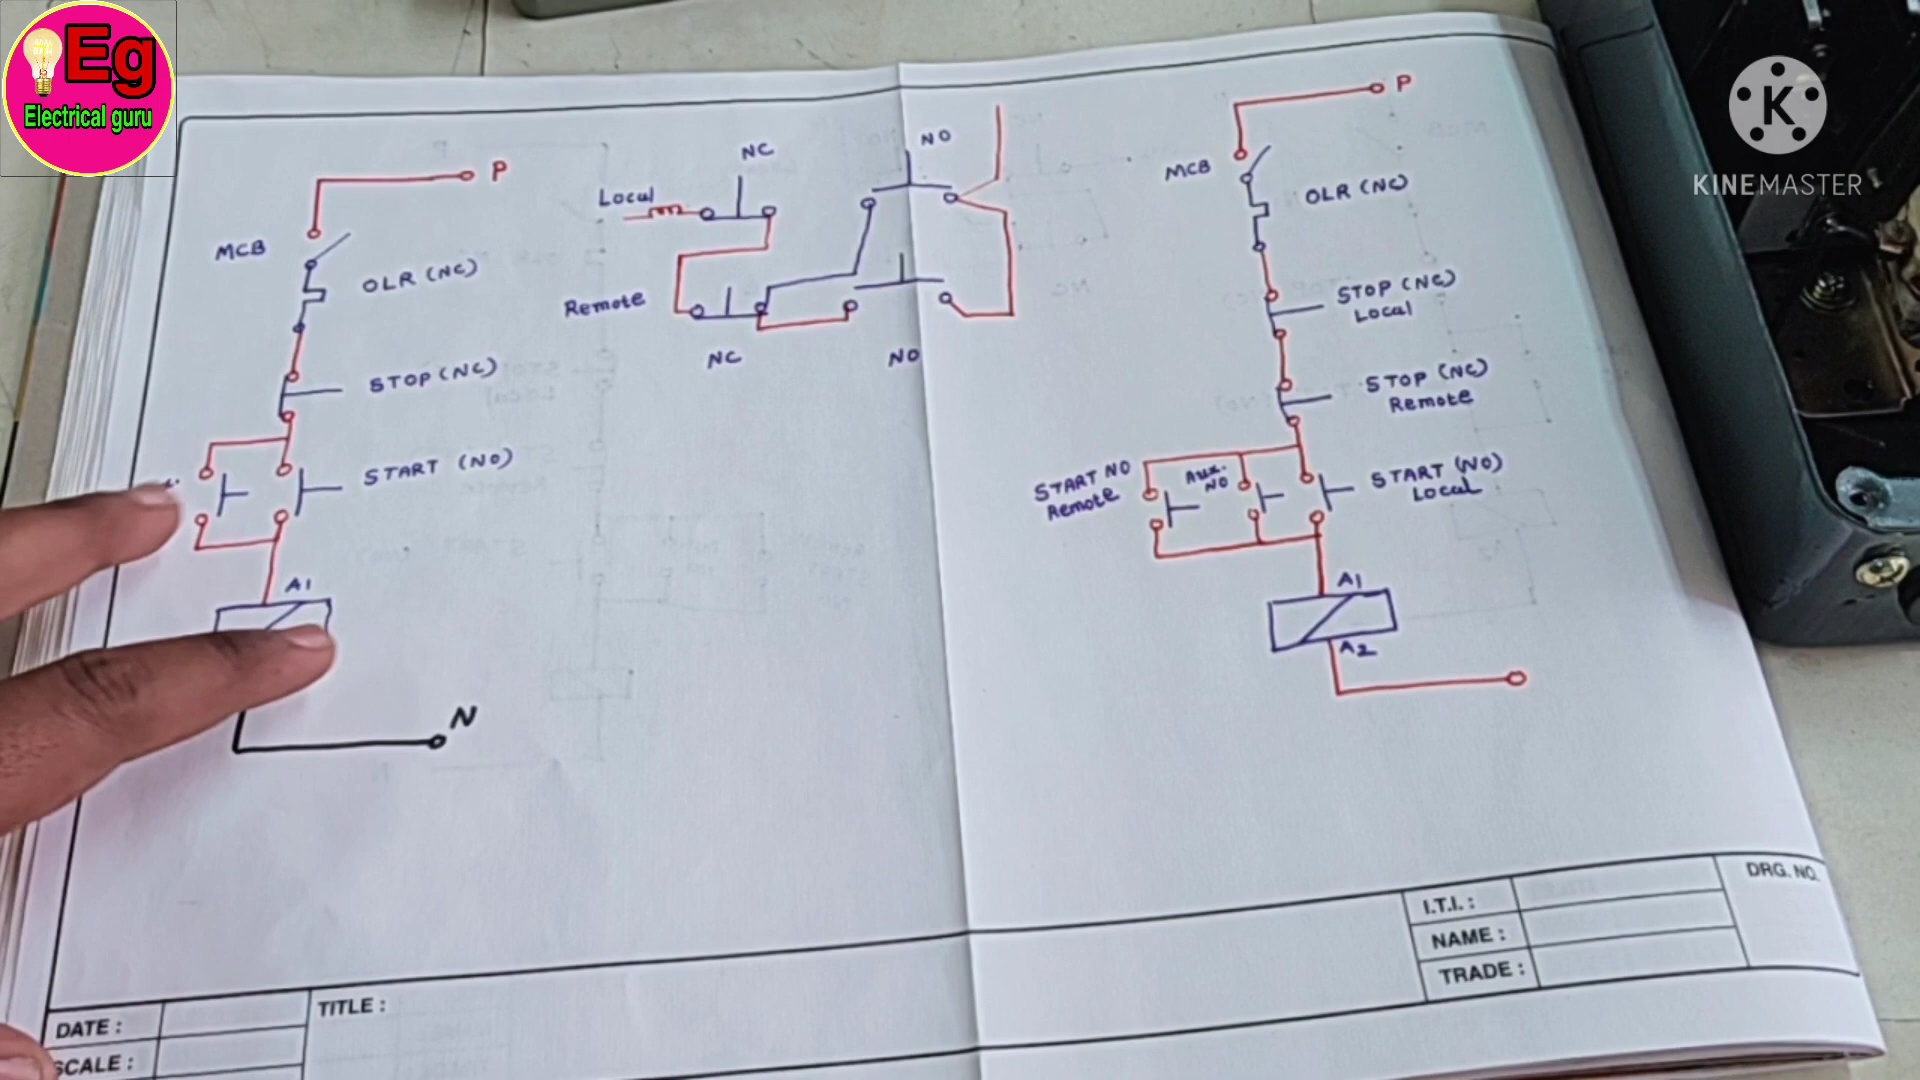 Eg
Electrical guru
K
KINEMASTER
P
MCB
OLR (NC)
STOP (NC)
START (NO)
A1
N
Local
NC
NO
Remote
NC
NO
P
MCB
OLR (NC)
STOP (NC)
Local
STOP (NC)
Remote
START NO
Remote
Aux.
NO
START (NO)
Local
A1
A2
DATE :
SCALE :
TITLE :
I.T.I. :
NAME :
TRADE :
DRG. NO.